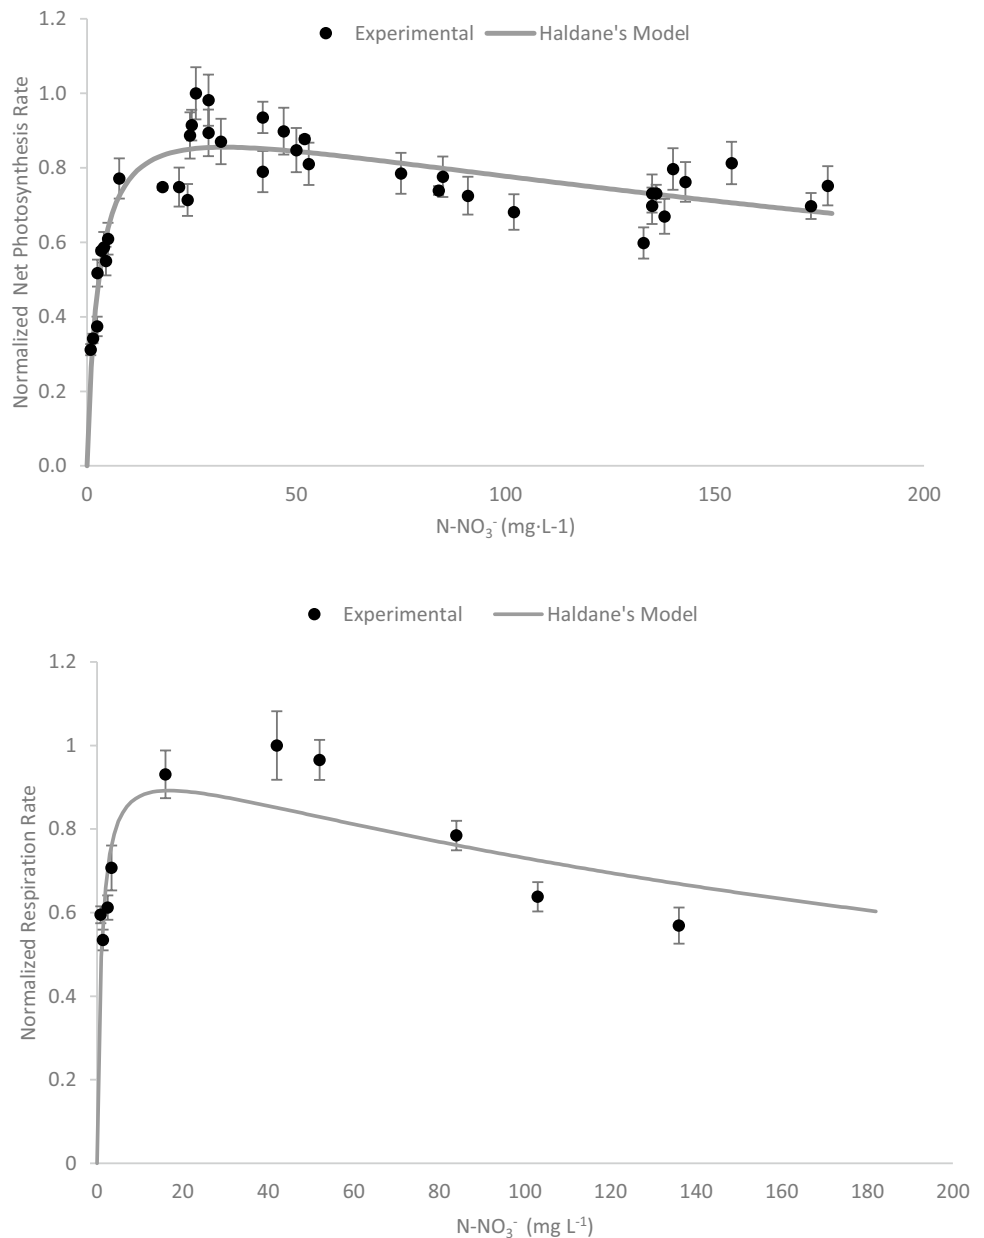 Experimental Haldane's Model
Normalized Net Photosynthesis Rate
1.2
1.0
0.8
0.6
0.4
0.2
0.0
0 50 100 150 200
N-NO₃⁻ (mg·L-1)
Experimental Haldane's Model
Normalized Respiration Rate
1.2
1
0.8
0.6
0.4
0.2
0
0 20 40 60 80 100 120 140 160 180 200
N-NO₃⁻ (mg L⁻¹)